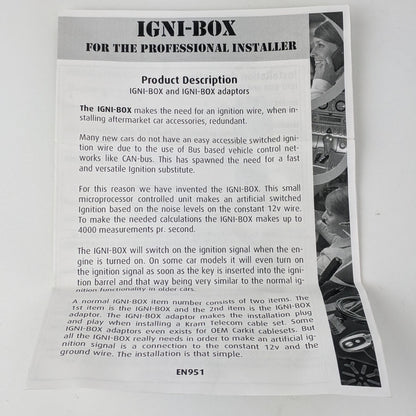 IGNI-BOX
FOR THE PROFESSIONAL INSTALLER
Product Description
IGNI-BOX and IGNI-BOX adaptors
The IGNI-BOX makes the need for an ignition wire, when in-
stalling aftermarket car accessories, redundant.
Many new cars do not have an easy accessible switched igni-
tion wire due to the use of Bus based vehicle control net-
works like CAN-bus. This has spawned the need for a fast
and versatile Ignition substitute.
For this reason we have invented the IGNI-BOX. This small
microprocessor controlled unit makes an artificial switched
Ignition based on the noise levels on the constant 12v wire.
To make the needed calculations the IGNI-BOX makes up to
4000 measurements pr. second.
The IGNI-BOX will switch on the ignition signal when the en-
gine is turned on. On some car models it will even turn on
the ignition signal as soon as the key is inserted into the igni-
tion barrel and that way being very similar to the normal ig-
nition functionality in older cars.
A normal IGNI-BOX item number consists of two items. The
1st item is the IGNI-BOX and the 2nd item is the IGNI-BOX
adaptor. The IGNI-BOX adaptor makes the installation plug
and play when installing a Kram Telecom cable set. Some
IGNI-BOX adaptors even exists for OEM Carkit cablesets. But
all the IGNI-BOX really needs in order to make an artificial ig-
nition signal is a connection to the constant 12v and the
ground wire. The installation is that simple.
EN951